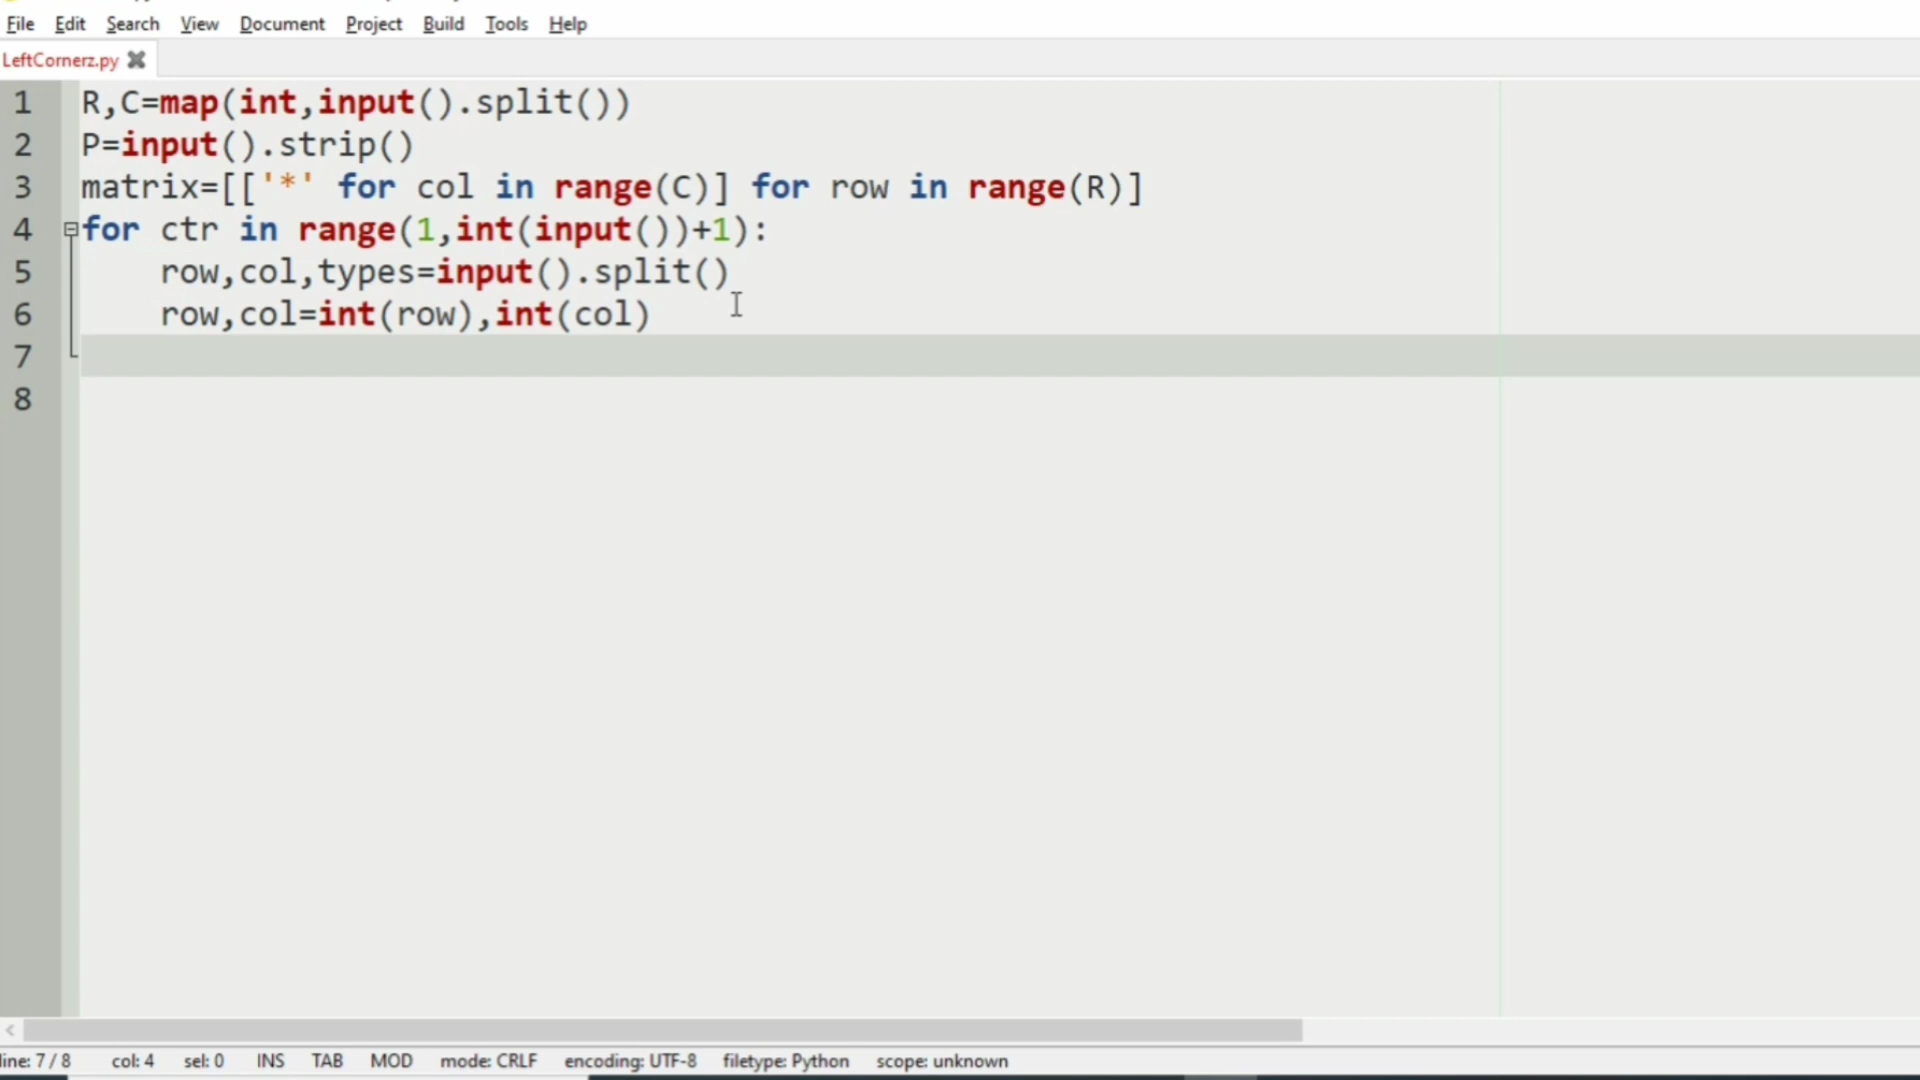 File Edit Search View Document Project Build Tools Help
LeftCornerz.py
1 R,C=map(int,input().split())
2 P=input().strip()
3 matrix=[['*' for col in range(C)] for row in range(R)]
4 for ctr in range(1,int(input())+1):
5 row,col,types=input().split()
6 row,col=int(row),int(col)
7
8
line: 7 / 8 col: 4 sel: 0 INS TAB MOD mode: CRLF encoding: UTF-8 filetype: Python scope: unknown